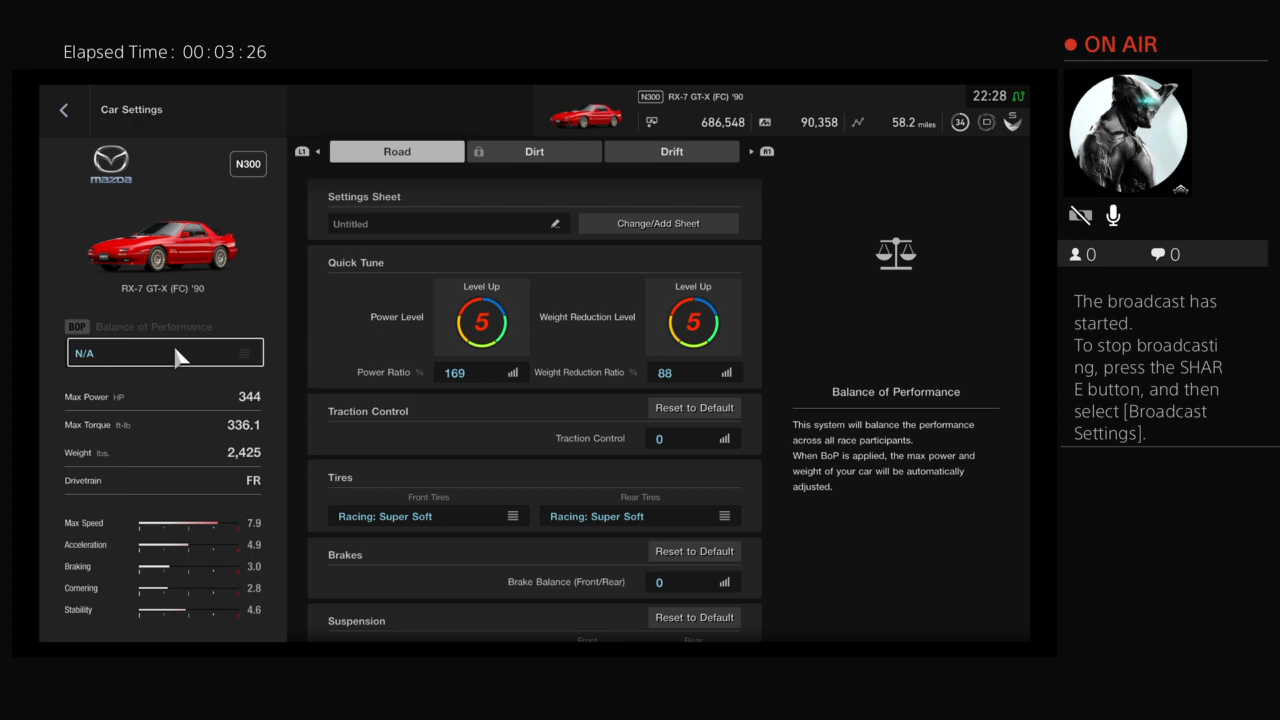 Elapsed Time: 00:03:26
ON AIR
Car Settings
N300 RX-7 GT-X (FC) '90
22:28
686,548 90,358 58.2 miles 34 S
mazda
N300
L1 Road Dirt Drift R1
Settings Sheet
Untitled Change/Add Sheet
RX-7 GT-X (FC) '90
BOP Balance of Performance
N/A
Max Power HP 344
Max Torque ft-lb 336.1
Weight lbs. 2,425
Drivetrain FR
Max Speed 7.9
Acceleration 4.9
Braking 3.0
Cornering 2.8
Stability 4.6
Quick Tune
Level Up Level Up
Power Level 5 Weight Reduction Level 5
Power Ratio % 169 Weight Reduction Ratio % 88
Traction Control Reset to Default
Traction Control 0
Tires
Front Tires Rear Tires
Racing: Super Soft Racing: Super Soft
Brakes Reset to Default
Brake Balance (Front/Rear) 0
Suspension Reset to Default
Front Rear
Balance of Performance
This system will balance the performance
across all race participants.
When BoP is applied, the max power and
weight of your car will be automatically
adjusted.
0 0
The broadcast has
started.
To stop broadcasti
ng, press the SHAR
E button, and then
select [Broadcast
Settings].